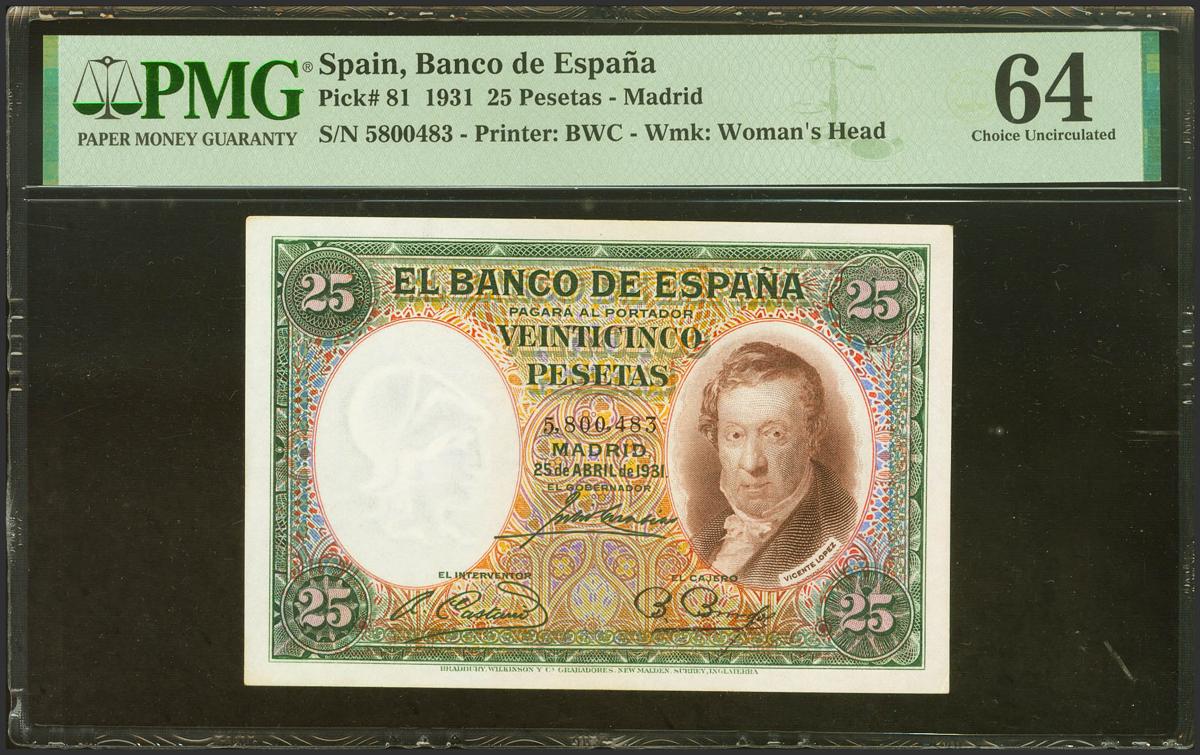 PMG®
PAPER MONEY GUARANTY
Spain, Banco de España
Pick# 81 1931 25 Pesetas - Madrid
S/N 5800483 - Printer: BWC - Wmk: Woman's Head
64
Choice Uncirculated
25
EL BANCO DE ESPAÑA
25
PAGARÁ AL PORTADOR
VEINTICINCO
PESETAS
5,800,483
MADRID
25 de ABRIL de 1931
EL GOBERNADOR
VICENTE LOPEZ
EL INTERVENTOR
EL CAJERO
25
25
BRADBURY, WILKINSON Y Cª GRABADORES, NEW MALDEN, SURREY, INGLATERRA